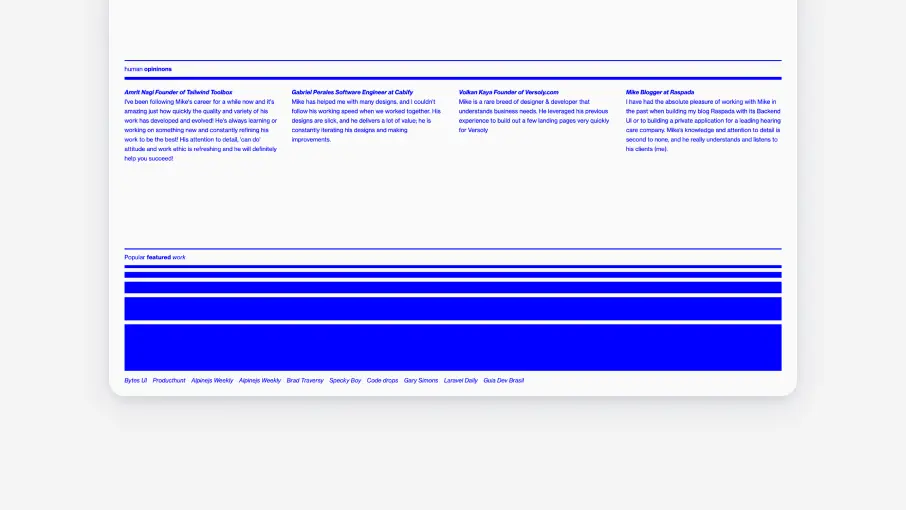 human opininons
Amrit Nagi Founder of Tailwind Toolbox
I've been following Mike's career for a while now and it's
amazing just how quickly the quality and variety of his
work has developed and evolved! He's always learning or
working on something new and constantly refining his
work to be the best! His attention to detail, 'can do'
attitude and work ethic is refreshing and he will definitely
help you succeed!
Gabriel Perales Software Engineer at Cabify
Mike has helped me with many designs, and I couldn't
follow his working speed when we worked together. His
designs are slick, and he delivers a lot of value; he is
constantly iterating his designs and making
improvements.
Volkan Kaya Founder of Versoly.com
Mike is a rare breed of designer & developer that
understands business needs. He leveraged his previous
experience to build out a few landing pages very quickly
for Versoly
Mike Blogger at Raspada
I have had the absolute pleasure of working with Mike in
the past when building my blog Raspada with its Backend
UI or to building a private application for a leading hearing
care company. Mike's knowledge and attention to detail is
second to none, and he really understands and listens to
his clients (me).
Popular featured work
Bytes UI Producthunt Alpinejs Weekly Alpinejs Weekly Brad Traversy Specky Boy Code drops Gary Simons Laravel Daily Guia Dev Brasil